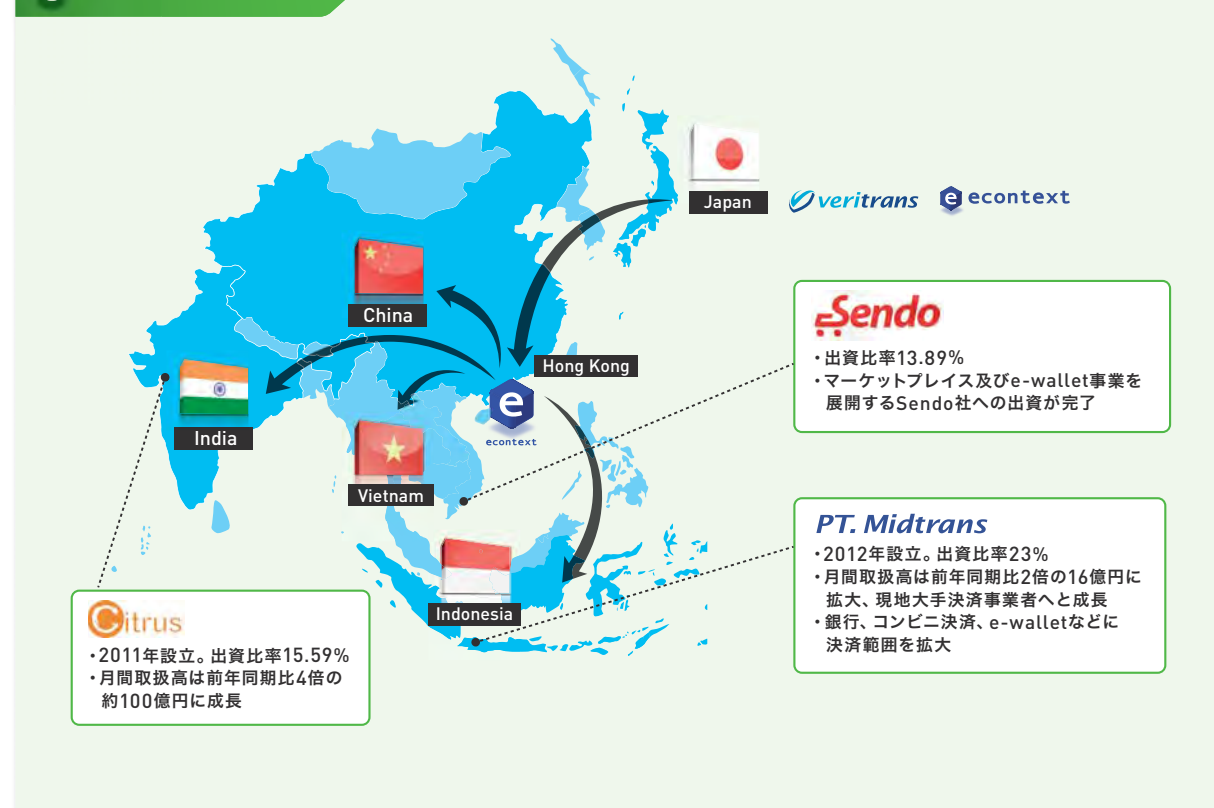 Japan
veritrans
econtext
China
Hong Kong
India
e
econtext
Vietnam
Indonesia
Sendo
・出資比率13.89%
・マーケットプレイス及びe-wallet事業を
展開するSendo社への出資が完了
PT. Midtrans
・2012年設立。出資比率23%
・月間取扱高は前年同期比2倍の16億円に
拡大、現地大手決済事業者へと成長
・銀行、コンビニ決済、e-walletなどに
決済範囲を拡大
Citrus
・2011年設立。出資比率15.59%
・月間取扱高は前年同期比4倍の
約100億円に成長